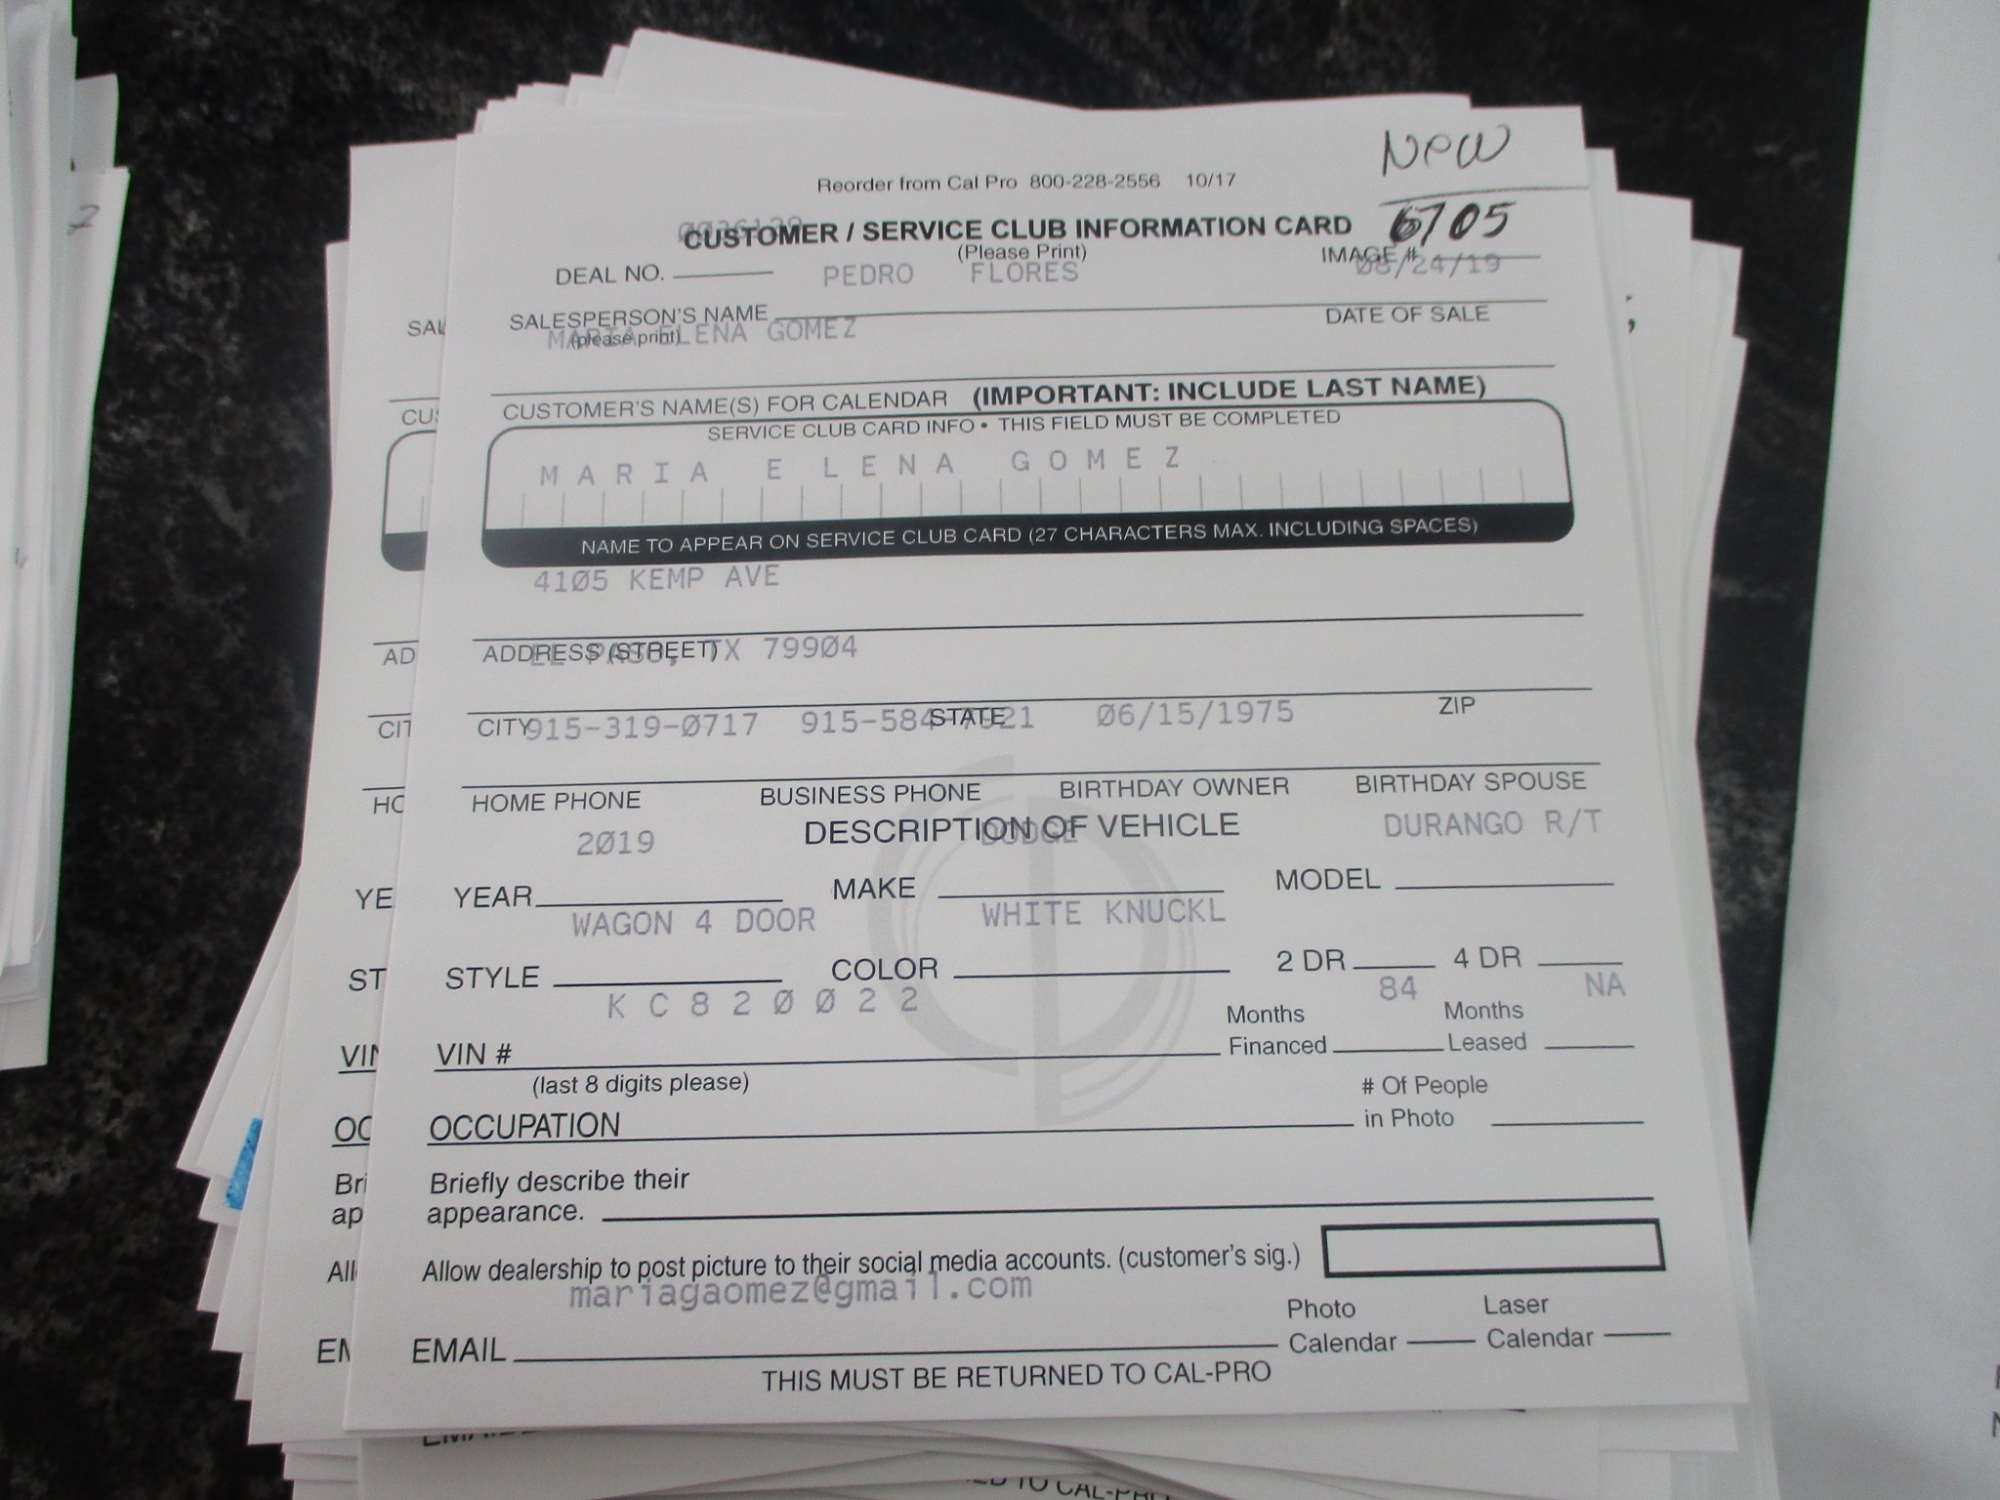 New
Reorder from Cal Pro 800-228-2556 10/17
CUSTOMER / SERVICE CLUB INFORMATION CARD 6705
(Please Print)
DEAL NO. PEDRO FLORES IMAGE # 08/24/19
SALESPERSON'S NAME DATE OF SALE
(please print)
MARIA ELENA GOMEZ
CUSTOMER'S NAME(S) FOR CALENDAR (IMPORTANT: INCLUDE LAST NAME)
SERVICE CLUB CARD INFO • THIS FIELD MUST BE COMPLETED
MARIA ELENA GOMEZ
NAME TO APPEAR ON SERVICE CLUB CARD (27 CHARACTERS MAX. INCLUDING SPACES)
4105 KEMP AVE
ADDRESS (STREET)
EL PASO, TX 79904
CITY STATE ZIP
915-319-0717 06/15/1975
HOME PHONE BUSINESS PHONE BIRTHDAY OWNER BIRTHDAY SPOUSE
DESCRIPTION OF VEHICLE
2019 DODGE DURANGO R/T
YEAR MAKE MODEL
WAGON 4 DOOR WHITE KNUCKL
STYLE COLOR 2 DR 4 DR
KC820022 84 NA
Months Months
VIN # Financed Leased
(last 8 digits please)
# Of People
OCCUPATION in Photo
Briefly describe their
appearance.
Allow dealership to post picture to their social media accounts. (customer's sig.)
mariagaomez@gmail.com
Photo Laser
EMAIL Calendar Calendar
THIS MUST BE RETURNED TO CAL-PRO